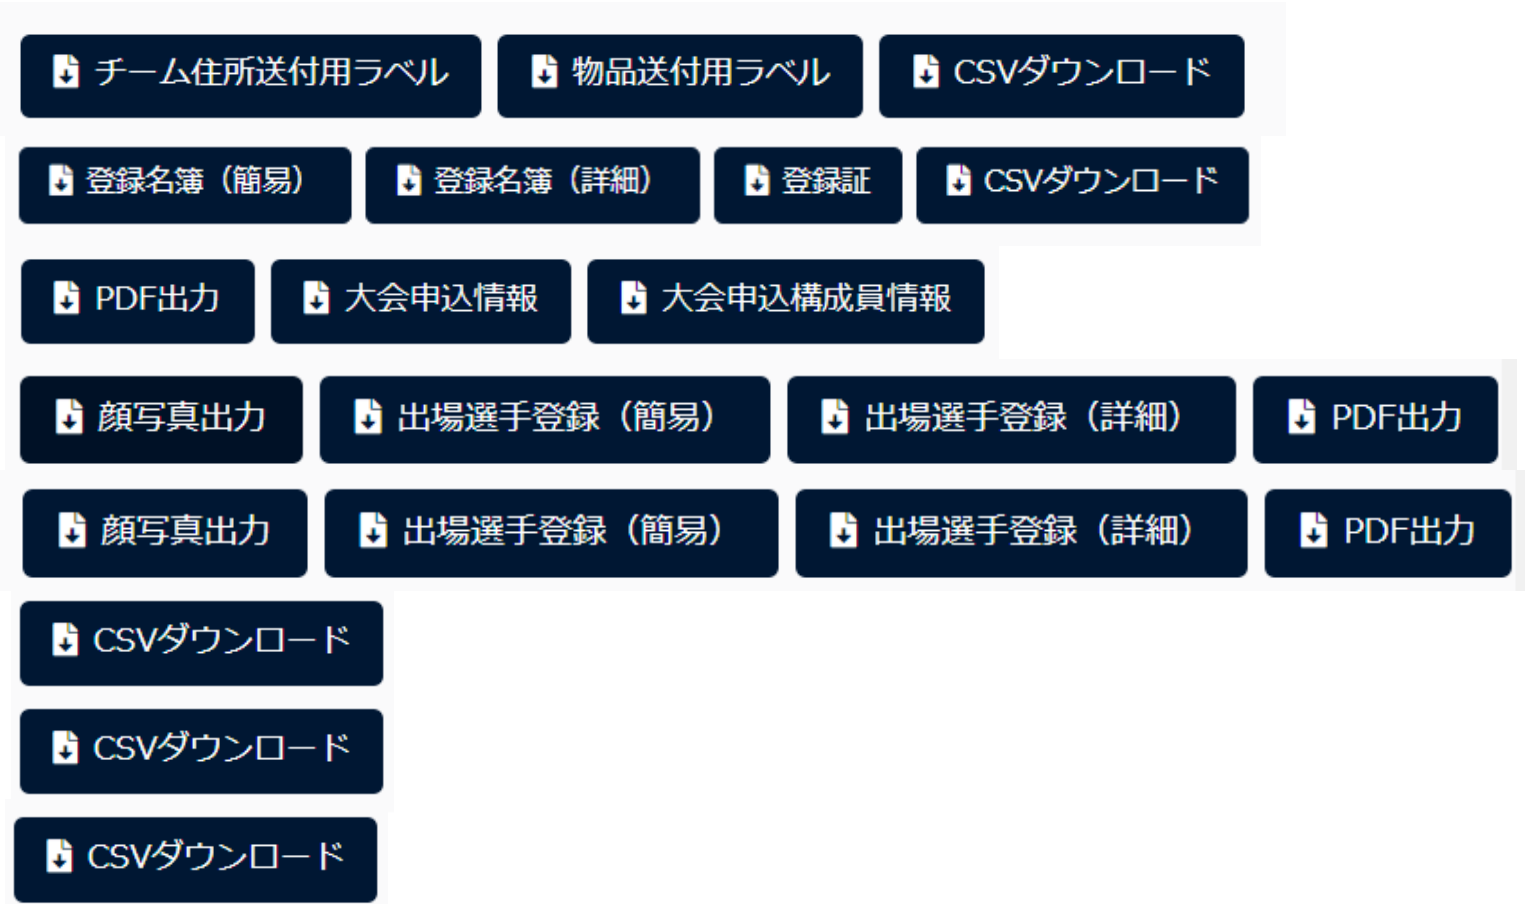 チーム住所送付用ラベル 物品送付用ラベル CSVダウンロード
登録名簿（簡易） 登録名簿（詳細） 登録証 CSVダウンロード
PDF出力 大会申込情報 大会申込構成員情報
顔写真出力 出場選手登録（簡易） 出場選手登録（詳細） PDF出力
顔写真出力 出場選手登録（簡易） 出場選手登録（詳細） PDF出力
CSVダウンロード
CSVダウンロード
CSVダウンロード